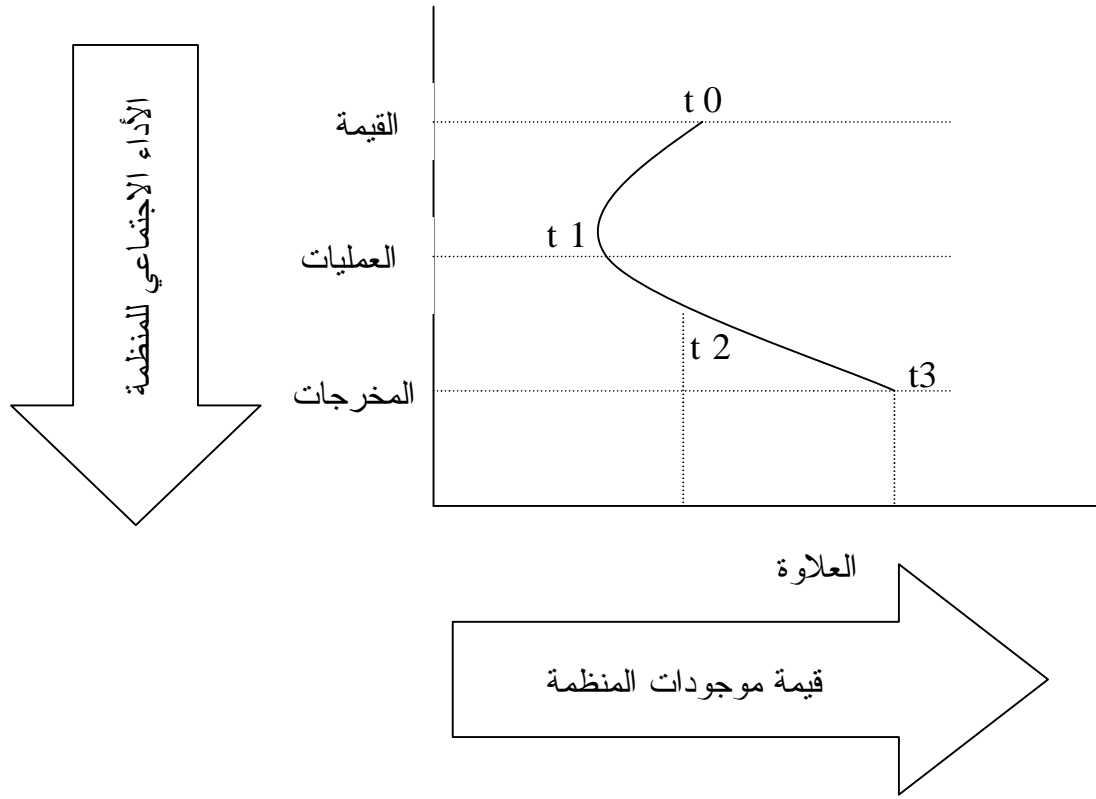 الأداء الاجتماعي للمنظمة
t 0
القيمة
t 1
العمليات
t 2
t3
المخرجات
العلاوة
قيمة موجودات المنظمة